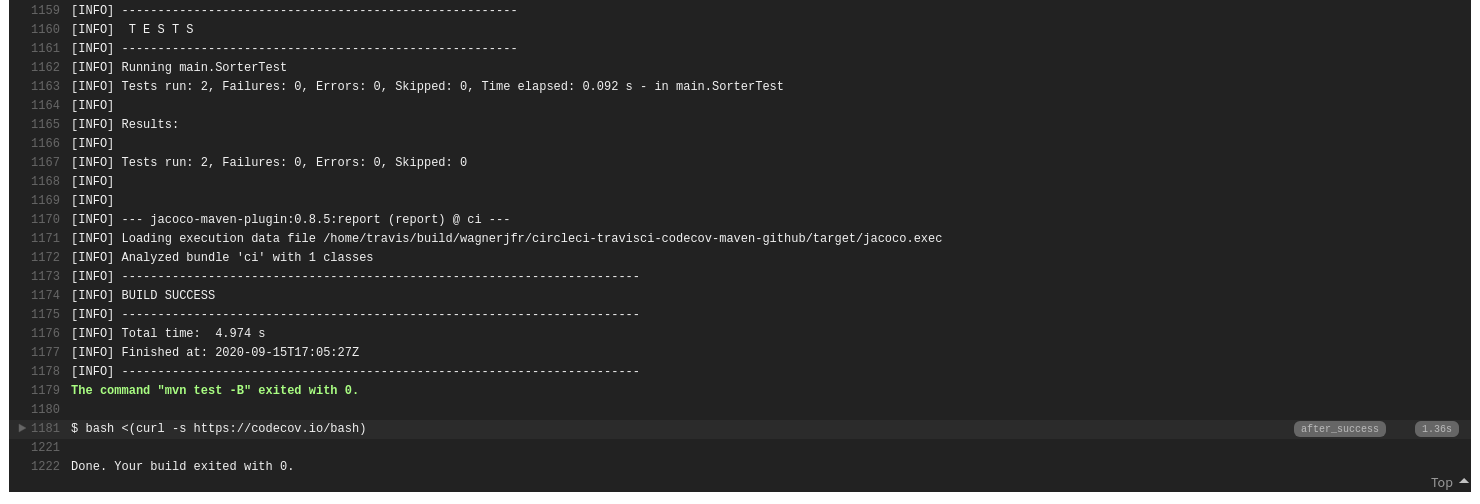 1159 [INFO] -------------------------------------------------------
1160 [INFO]  T E S T S
1161 [INFO] -------------------------------------------------------
1162 [INFO] Running main.SorterTest
1163 [INFO] Tests run: 2, Failures: 0, Errors: 0, Skipped: 0, Time elapsed: 0.092 s - in main.SorterTest
1164 [INFO]
1165 [INFO] Results:
1166 [INFO]
1167 [INFO] Tests run: 2, Failures: 0, Errors: 0, Skipped: 0
1168 [INFO]
1169 [INFO]
1170 [INFO] --- jacoco-maven-plugin:0.8.5:report (report) @ ci ---
1171 [INFO] Loading execution data file /home/travis/build/wagnerjfr/circleci-travisci-codecov-maven-github/target/jacoco.exec
1172 [INFO] Analyzed bundle 'ci' with 1 classes
1173 [INFO] ------------------------------------------------------------------------
1174 [INFO] BUILD SUCCESS
1175 [INFO] ------------------------------------------------------------------------
1176 [INFO] Total time:  4.974 s
1177 [INFO] Finished at: 2020-09-15T17:05:27Z
1178 [INFO] ------------------------------------------------------------------------
1179 The command "mvn test -B" exited with 0.
1180
1181 $ bash <(curl -s https://codecov.io/bash) after_success 1.36s
1221
1222 Done. Your build exited with 0.
Top